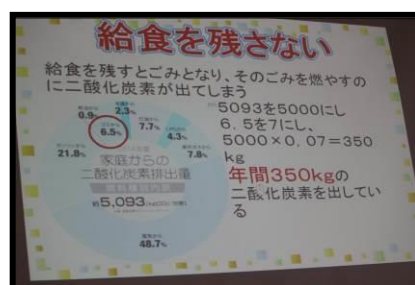 給食を残さない
給食を残すとごみとなり、そのごみを燃やすの
に二酸化炭素が出てしまう
5093を5000にし
6.5を7にし、
5000×0.07=350
kg
年間350kgの
二酸化炭素を出してい
る
0.9%
2.3%
6.5%
7.7%
4.3%
7.8%
21.8%
家庭からの
二酸化炭素排出量
約5,093
48.7%